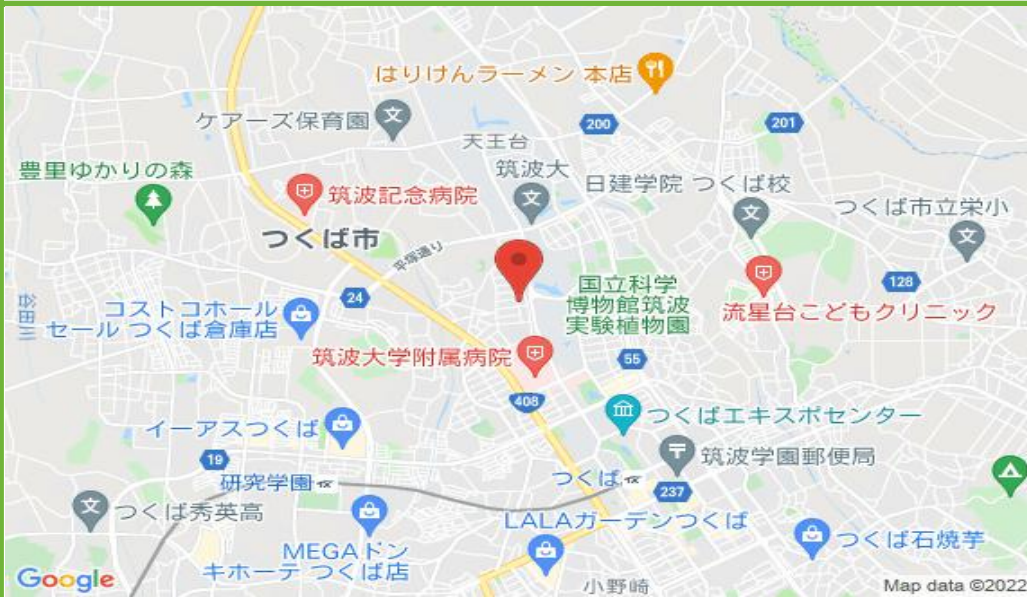 はりけんラーメン 本店
ケアーズ保育園
200
201
天王台
豊里ゆかりの森
筑波大
日建学院 つくば校
筑波記念病院
つくば市立栄小
つくば市
平塚通り
谷田川
24
コストコホール
セール つくば倉庫店
国立科学
博物館筑波
実験植物園
128
流星台こどもクリニック
筑波大学附属病院
55
408
つくばエキスポセンター
イーアスつくば
19
筑波学園郵便局
研究学園
つくば
237
つくば秀英高
LALAガーデンつくば
MEGAドン
キホーテ つくば店
つくば石焼芋
小野崎
Google
Map data ©2022